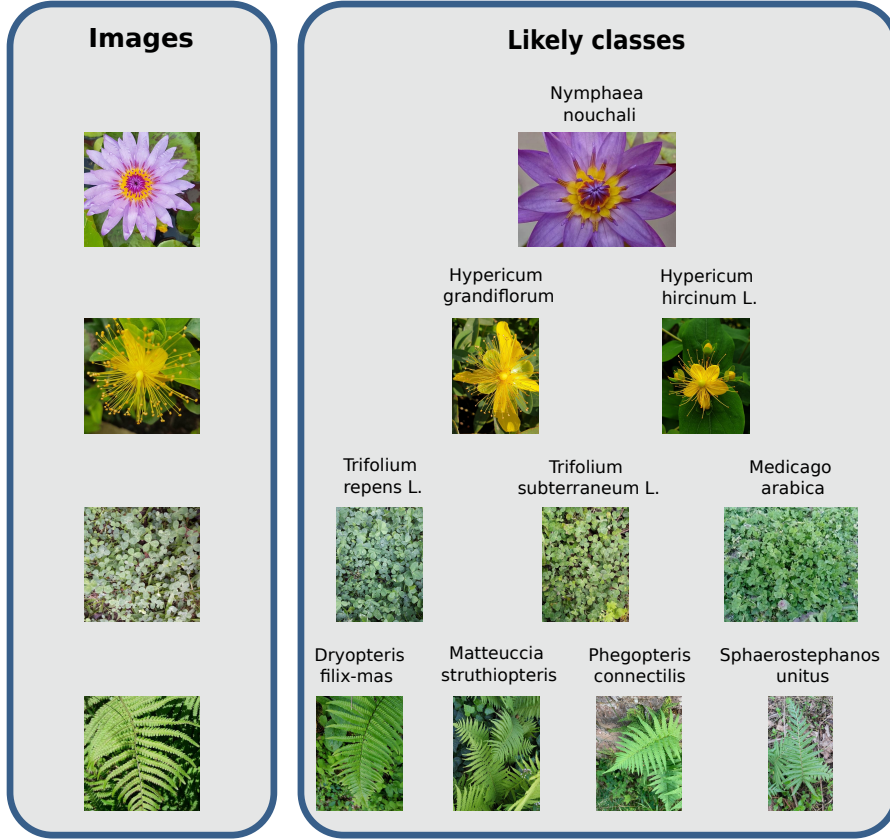 Images
Likely classes
Nymphaea
nouchali
Hypericum
grandiflorum
Hypericum
hircinum L.
Trifolium
repens L.
Trifolium
subterraneum L.
Medicago
arabica
Dryopteris
filix-mas
Matteuccia
struthiopteris
Phegopteris
connectilis
Sphaerostephanos
unitus